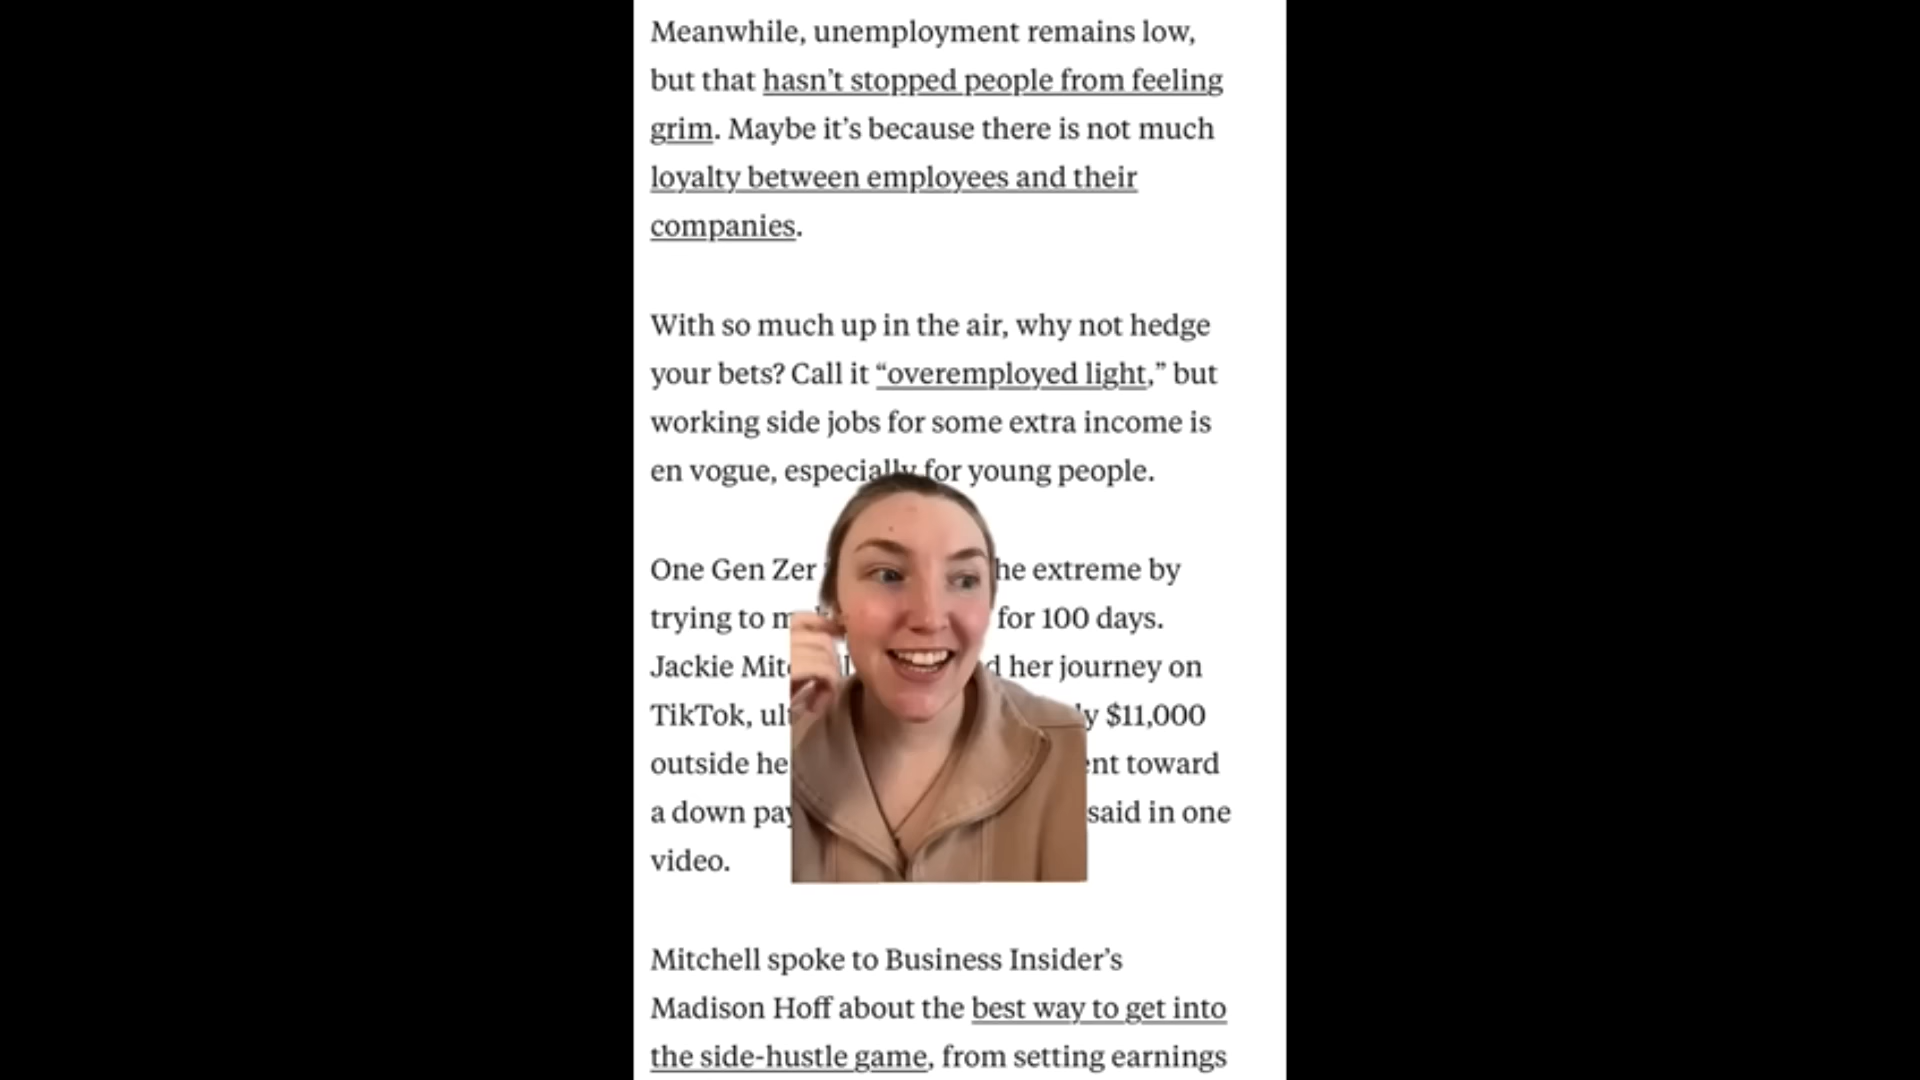 Meanwhile, unemployment remains low,
but that hasn't stopped people from feeling
grim. Maybe it's because there is not much
loyalty between employees and their
companies.
With so much up in the air, why not hedge
your bets? Call it “overemployed light,” but
working side jobs for some extra income is
en vogue, especially for young people.
One Gen Zer he extreme by
trying to for 100 days.
Jackie her journey on
TikTok, $11,000
outside toward
a down said in one
video.
Mitchell spoke to Business Insider’s
Madison Hoff about the best way to get into
the side-hustle game, from setting earnings